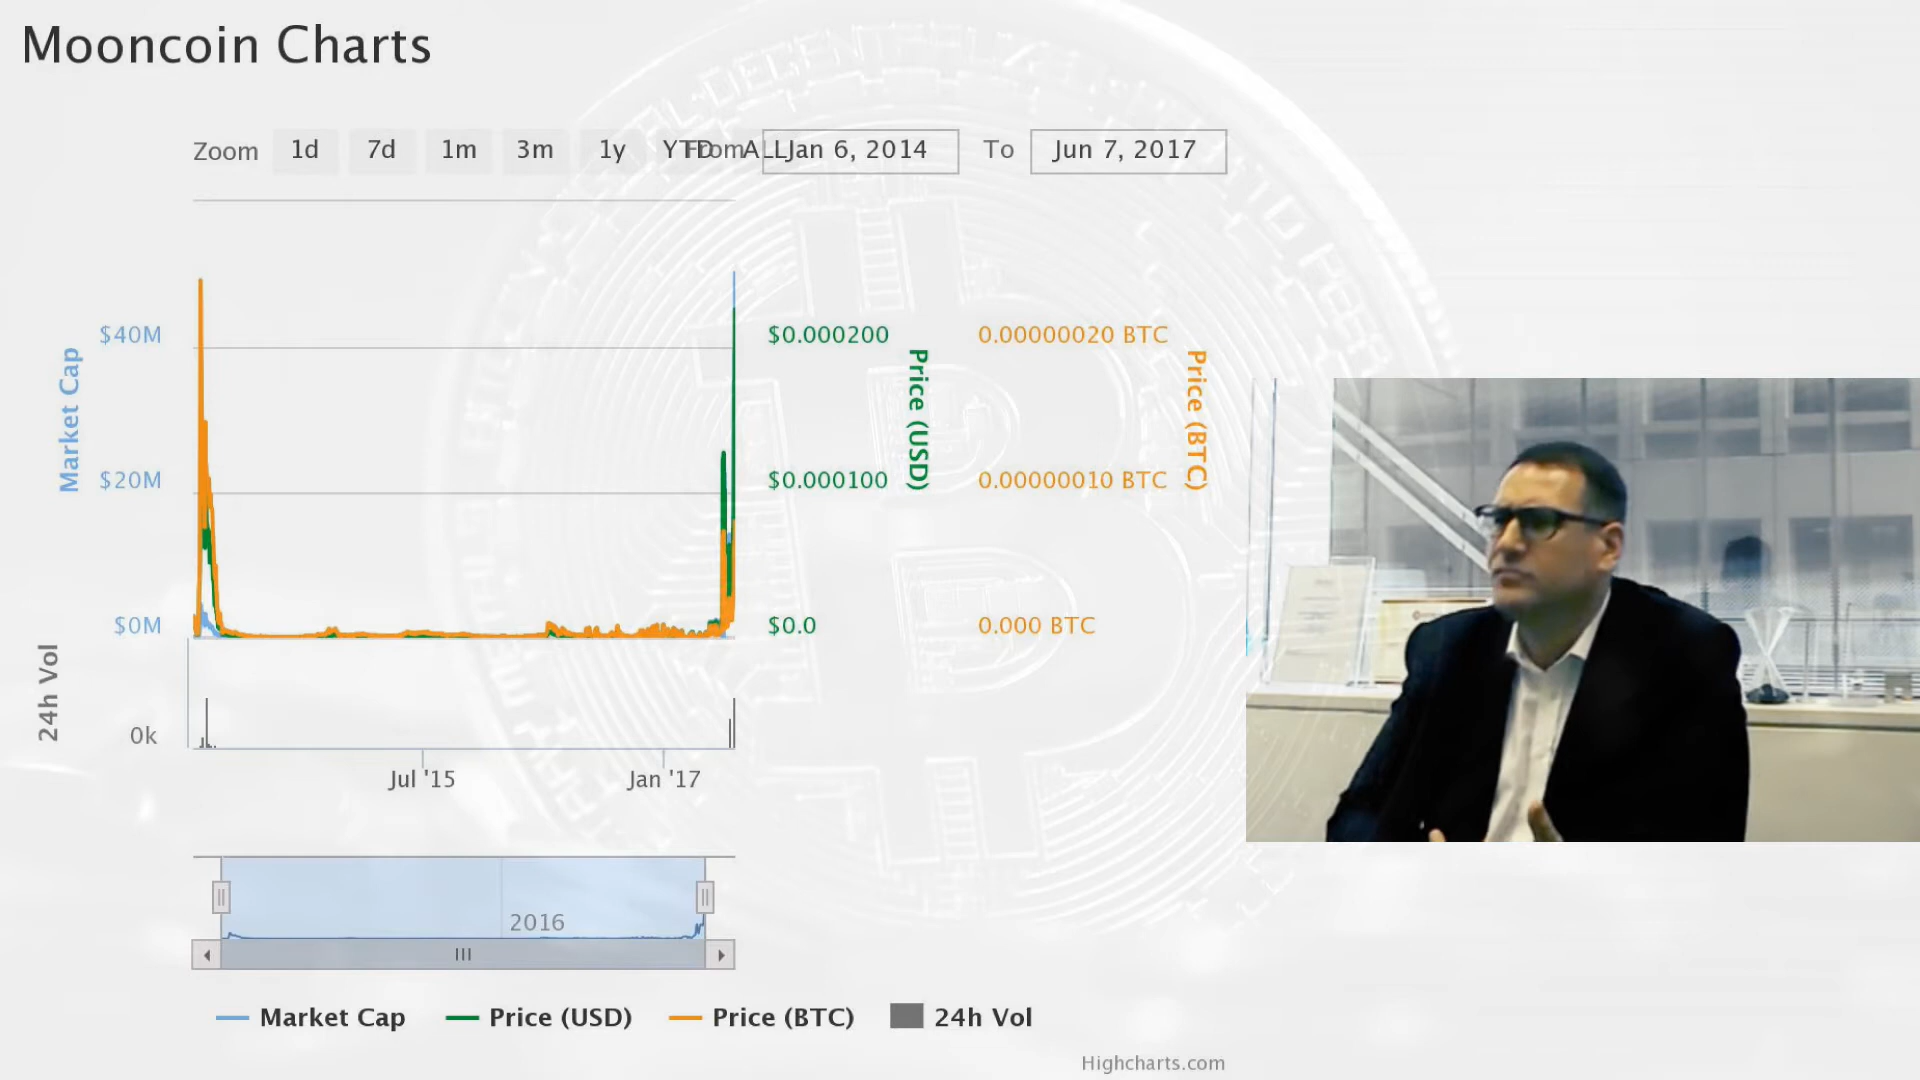 Mooncoin Charts
Zoom 1d 7d 1m 3m 1y YTD ALL From Jan 6, 2014 To Jun 7, 2017
Market Cap
$40M
$20M
$0M
$0.000200
$0.000100
$0.0
Price (USD)
0.00000020 BTC
0.00000010 BTC
0.000 BTC
Price (BTC)
24h Vol
0k
Jul '15 Jan '17
2016
Market Cap Price (USD) Price (BTC) 24h Vol
Highcharts.com